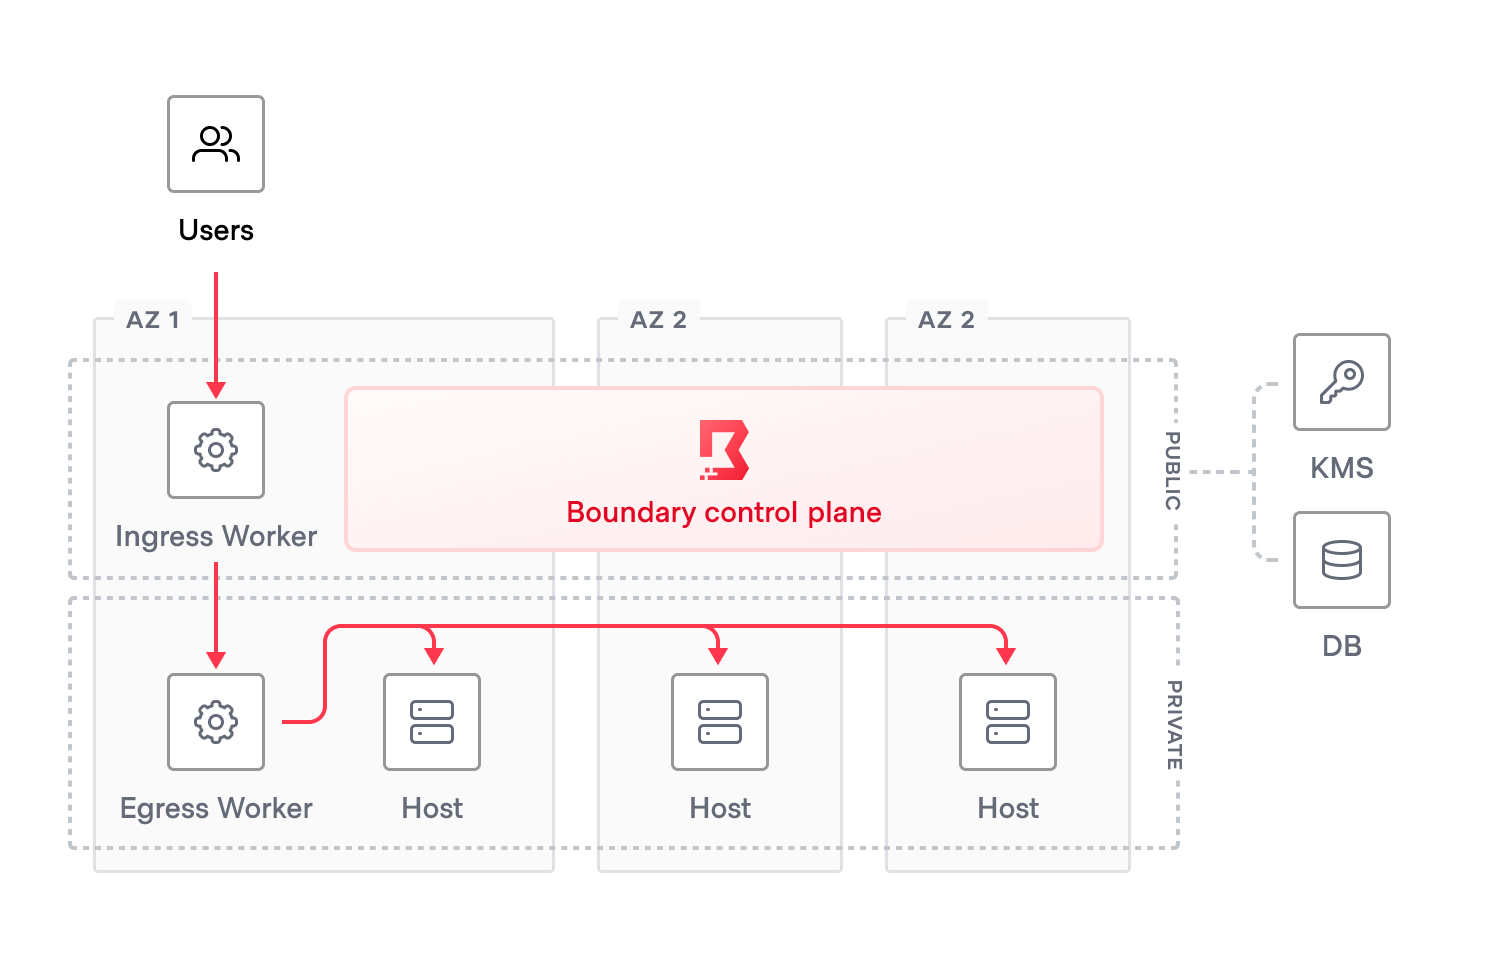 Users
AZ 1
AZ 2
AZ 2
Ingress Worker
Boundary control plane
PUBLIC
KMS
DB
Egress Worker
Host
Host
Host
PRIVATE